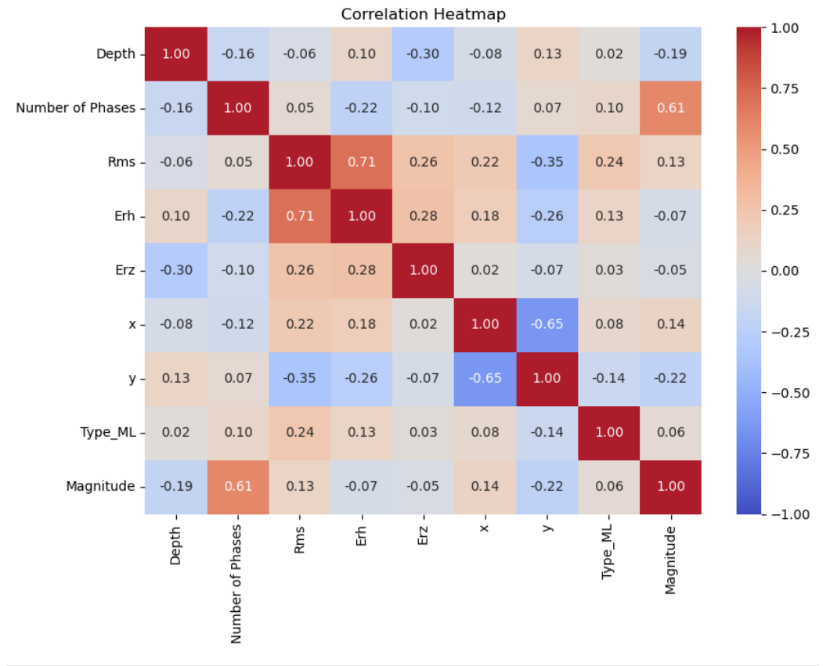 Correlation Heatmap
Depth 1.00 -0.16 -0.06 0.10 -0.30 -0.08 0.13 0.02 -0.19
Number of Phases -0.16 1.00 0.05 -0.22 -0.10 -0.12 0.07 0.10 0.61
Rms -0.06 0.05 1.00 0.71 0.26 0.22 -0.35 0.24 0.13
Erh 0.10 -0.22 0.71 1.00 0.28 0.18 -0.26 0.13 -0.07
Erz -0.30 -0.10 0.26 0.28 1.00 0.02 -0.07 0.03 -0.05
x -0.08 -0.12 0.22 0.18 0.02 1.00 -0.65 0.08 0.14
y 0.13 0.07 -0.35 -0.26 -0.07 -0.65 1.00 -0.14 -0.22
Type_ML 0.02 0.10 0.24 0.13 0.03 0.08 -0.14 1.00 0.06
Magnitude -0.19 0.61 0.13 -0.07 -0.05 0.14 -0.22 0.06 1.00
Depth
Number of Phases
Rms
Erh
Erz
x
y
Type_ML
Magnitude
1.00
0.75
0.50
0.25
0.00
−0.25
−0.50
−0.75
−1.00